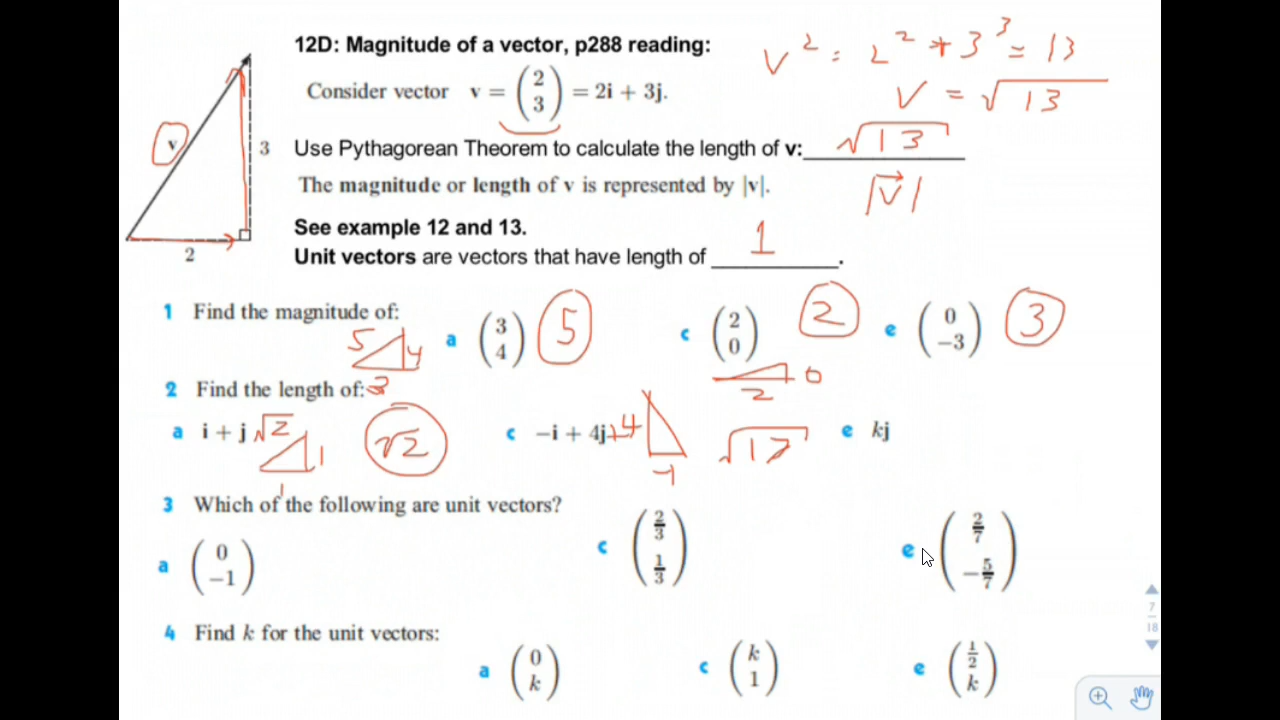 12D: Magnitude of a vector, p288 reading:
v² = 2² + 3³ = 13
Consider vector v = (2 3) = 2i + 3j.
v = √13
v
3
2
Use Pythagorean Theorem to calculate the length of v: √13
The magnitude or length of v is represented by |v|.
|v⃗|
See example 12 and 13.
Unit vectors are vectors that have length of 1.
1 Find the magnitude of:
a (3 4) 5
5 4 3
c (2 0) 2
2 0
e (0 -3) 3
2 Find the length of:
a i + j √2 1 1 √2
c -i + 4j +4 -1 √17
e kj
3 Which of the following are unit vectors?
a (0 -1)
c (2/3 1/3)
e (2/7 -5/7)
4 Find k for the unit vectors:
a (0 k)
c (k 1)
e (1/2 k)
7
18